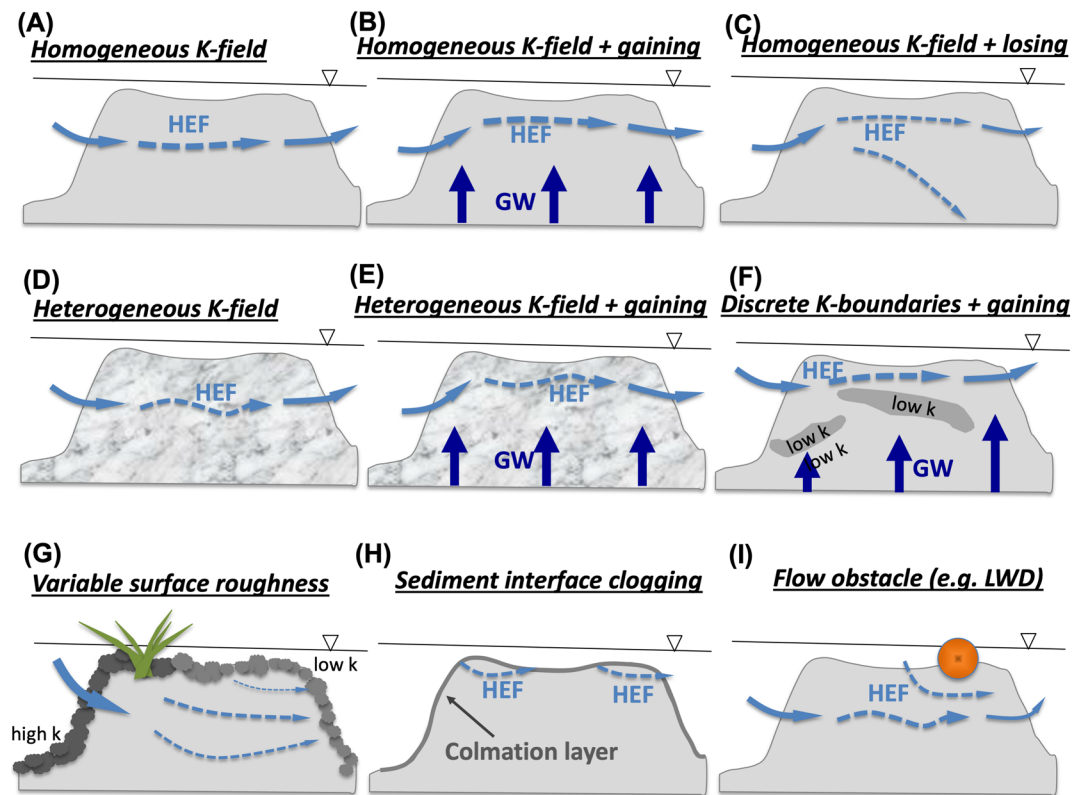 (A)
Homogeneous K-field
HEF
(B)
Homogeneous K-field + gaining
HEF
GW
(C)
Homogeneous K-field + losing
HEF
(D)
Heterogeneous K-field
HEF
(E)
Heterogeneous K-field + gaining
HEF
GW
(F)
Discrete K-boundaries + gaining
HEF
low k
low k
low k
GW
(G)
Variable surface roughness
low k
high k
(H)
Sediment interface clogging
HEF
HEF
Colmation layer
(I)
Flow obstacle (e.g. LWD)
HEF